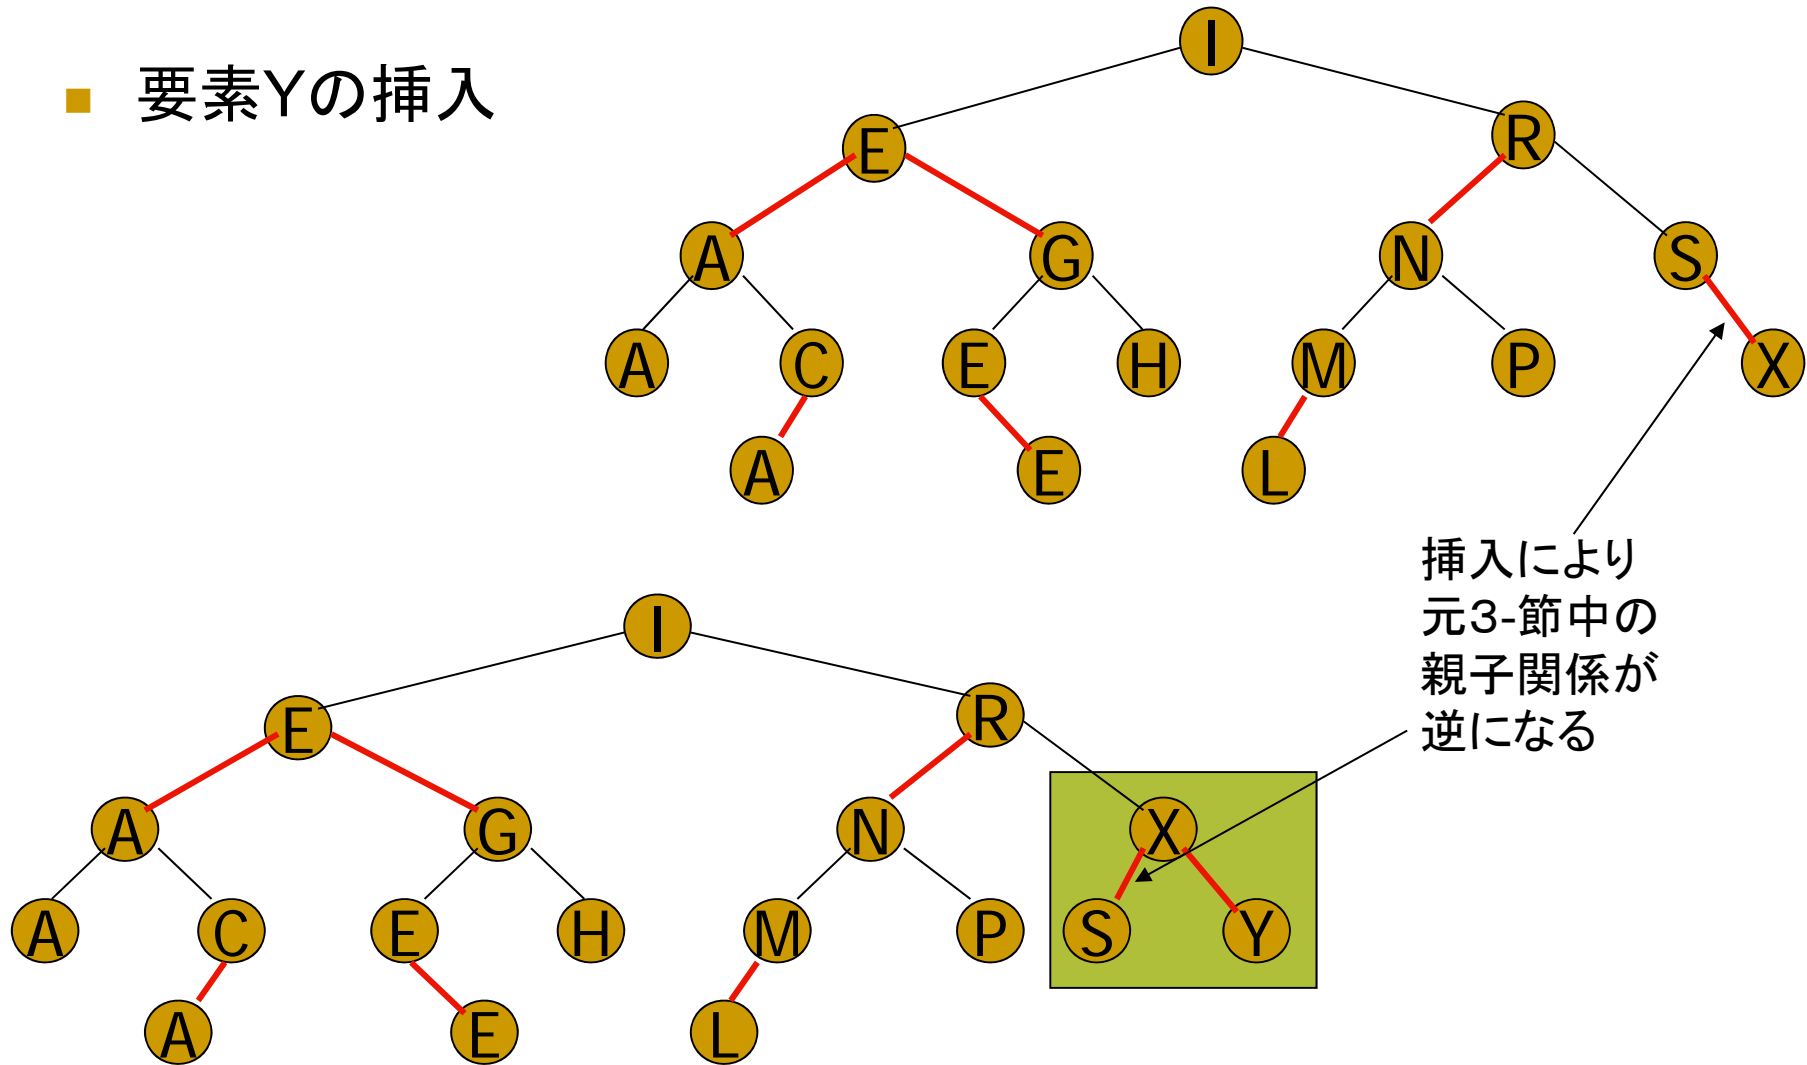 要素Yの挿入
I
E R
A G N S
A C E H M P X
A E L
挿入により
元3-節中の
親子関係が
逆になる
I
E R
A G N X
A C E H M P S Y
A E L